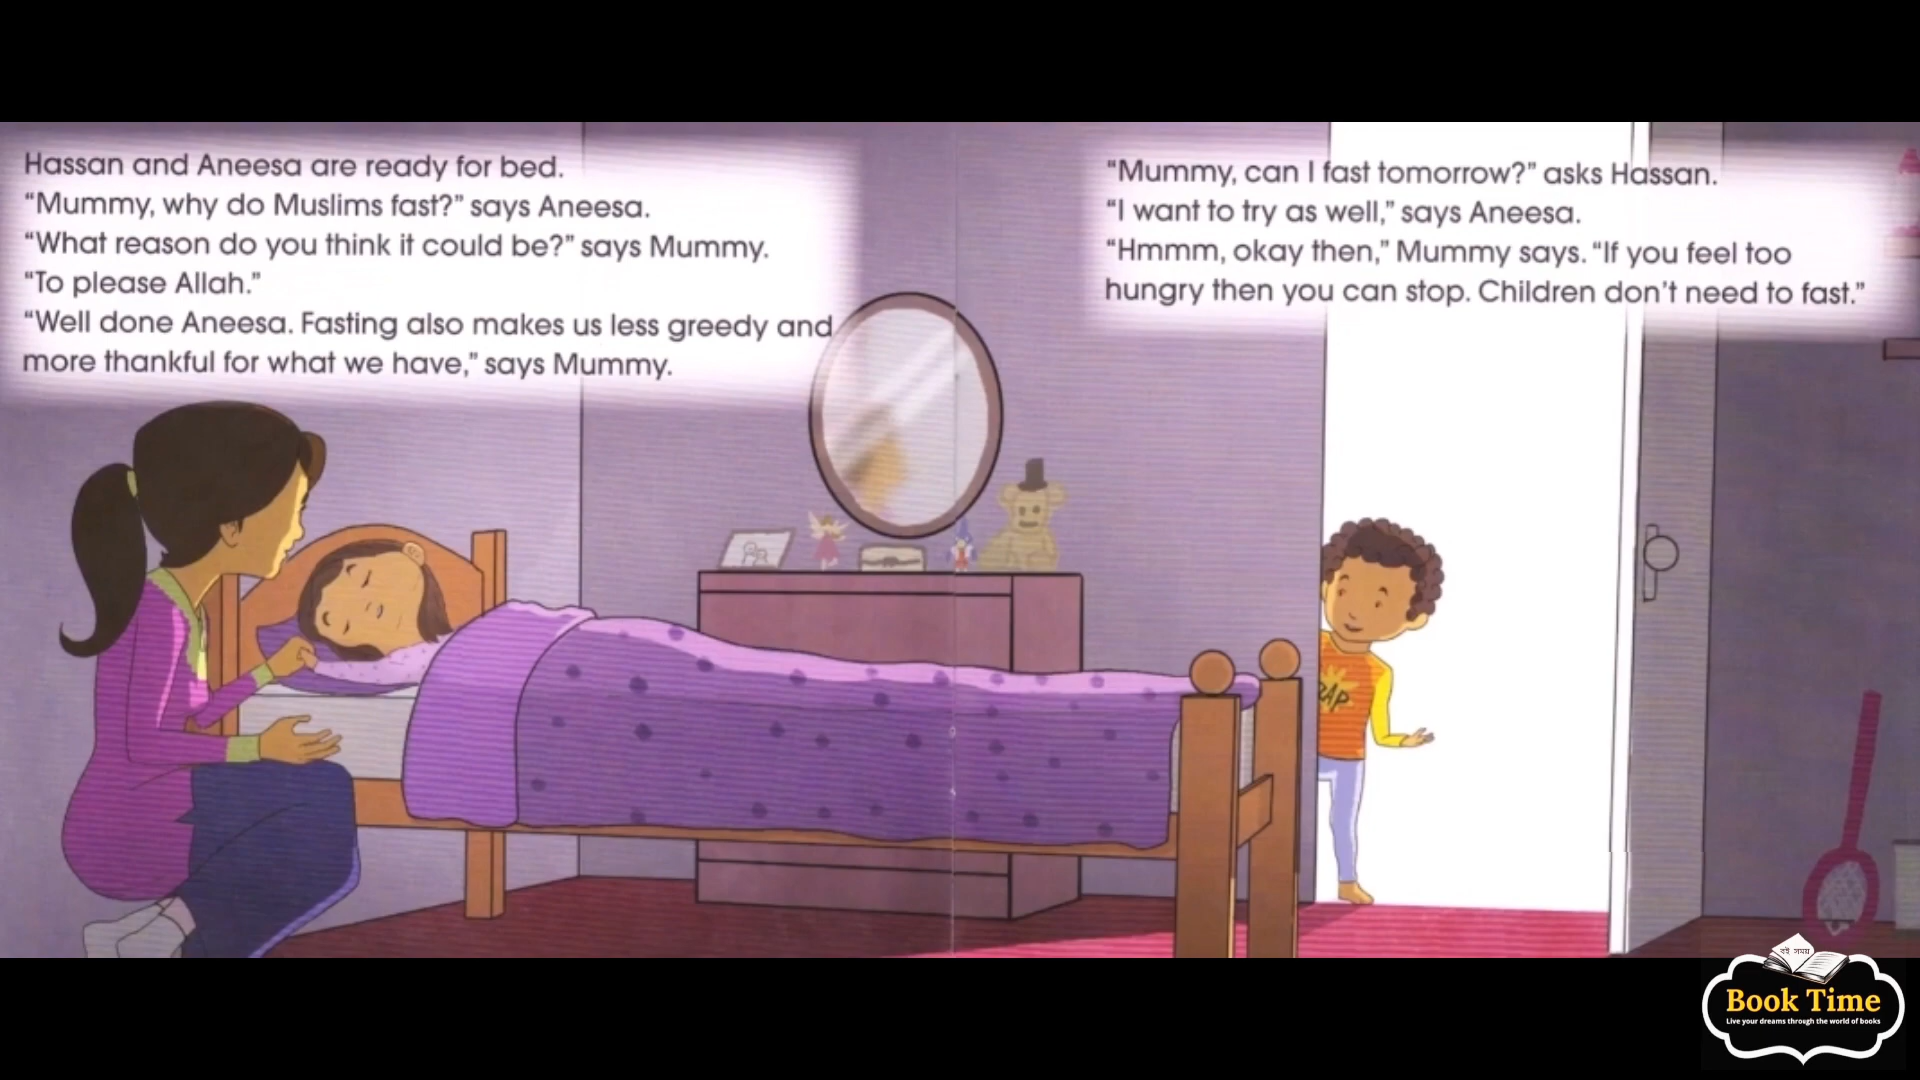 Hassan and Aneesa are ready for bed.
“Mummy, why do Muslims fast?” says Aneesa.
“What reason do you think it could be?” says Mummy.
“To please Allah.”
“Well done Aneesa. Fasting also makes us less greedy and
more thankful for what we have,” says Mummy.
“Mummy, can I fast tomorrow?” asks Hassan.
“I want to try as well,” says Aneesa.
“Hmmm, okay then,” Mummy says. “If you feel too
hungry then you can stop. Children don’t need to fast.”
ZAP
বই সময়
Book Time
Live your dreams through the world of books